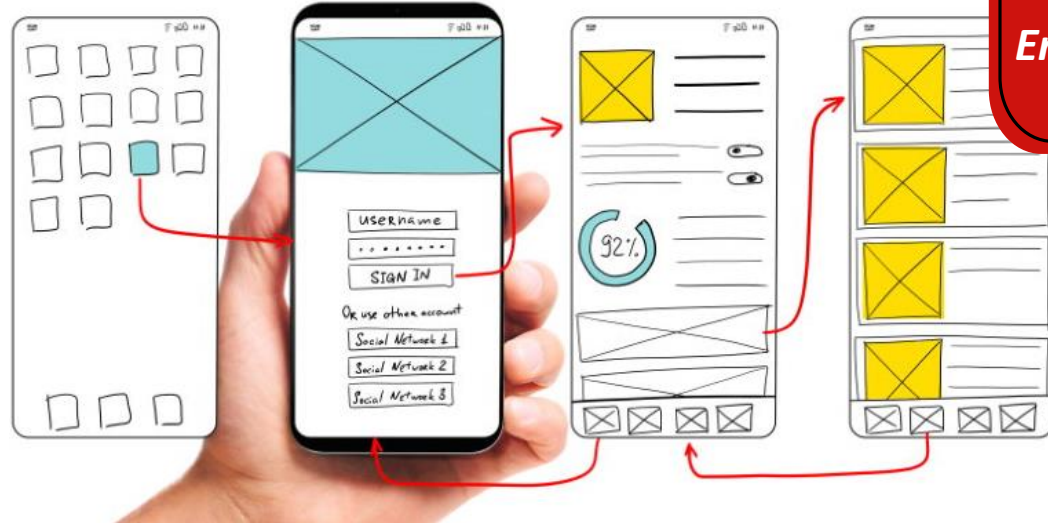 username
SIGN IN
Or use other account
Social Network 1
Social Network 2
Social Network 3
92%